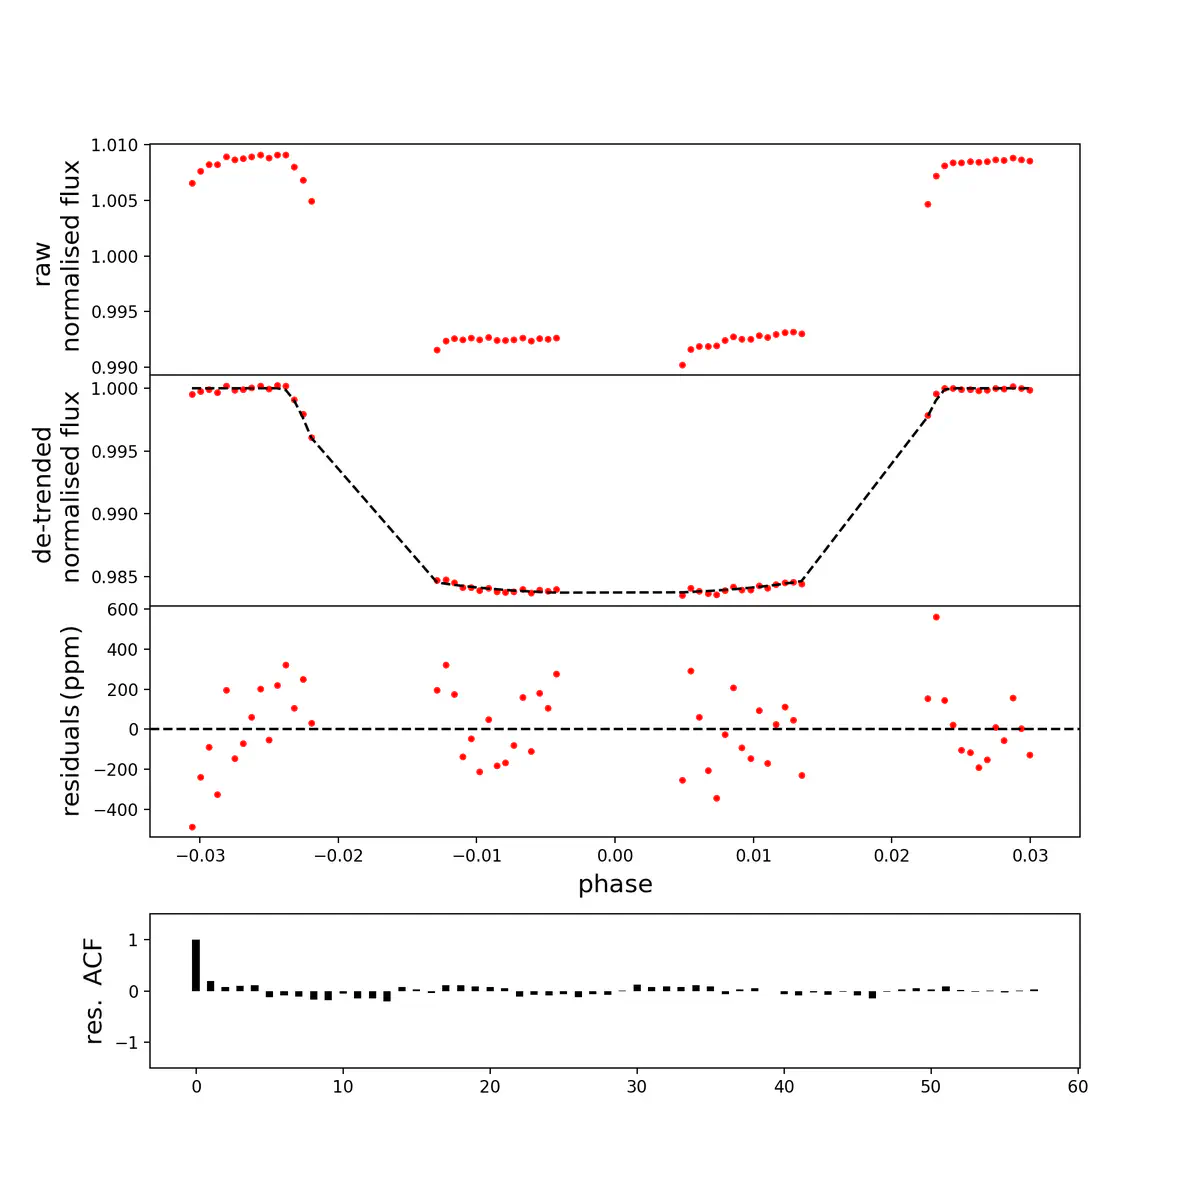 raw
normalised flux
1.010
1.005
1.000
0.995
0.990
de-trended
normalised flux
1.000
0.995
0.990
0.985
residuals (ppm)
600
400
200
0
−200
−400
−0.03 −0.02 −0.01 0.00 0.01 0.02 0.03
phase
res. ACF
1
0
−1
0 10 20 30 40 50 60